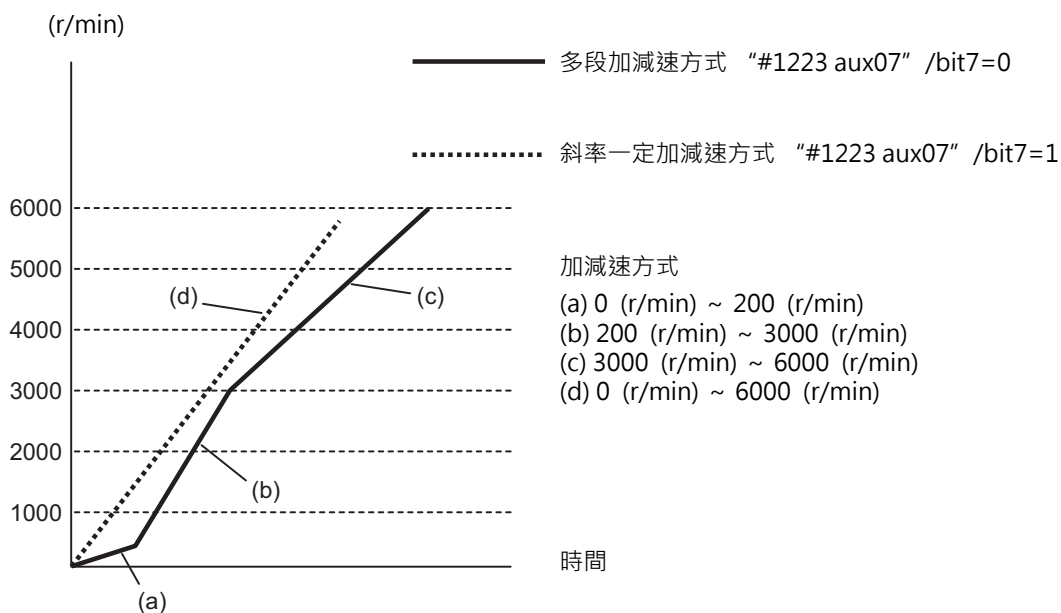 (r/min)
多段加減速方式 “#1223 aux07” /bit7=0
斜率一定加減速方式 “#1223 aux07” /bit7=1
6000
5000
4000
3000
2000
1000
(d)
(c)
(b)
(a)
加減速方式
(a) 0 (r/min) ~ 200 (r/min)
(b) 200 (r/min) ~ 3000 (r/min)
(c) 3000 (r/min) ~ 6000 (r/min)
(d) 0 (r/min) ~ 6000 (r/min)
時間